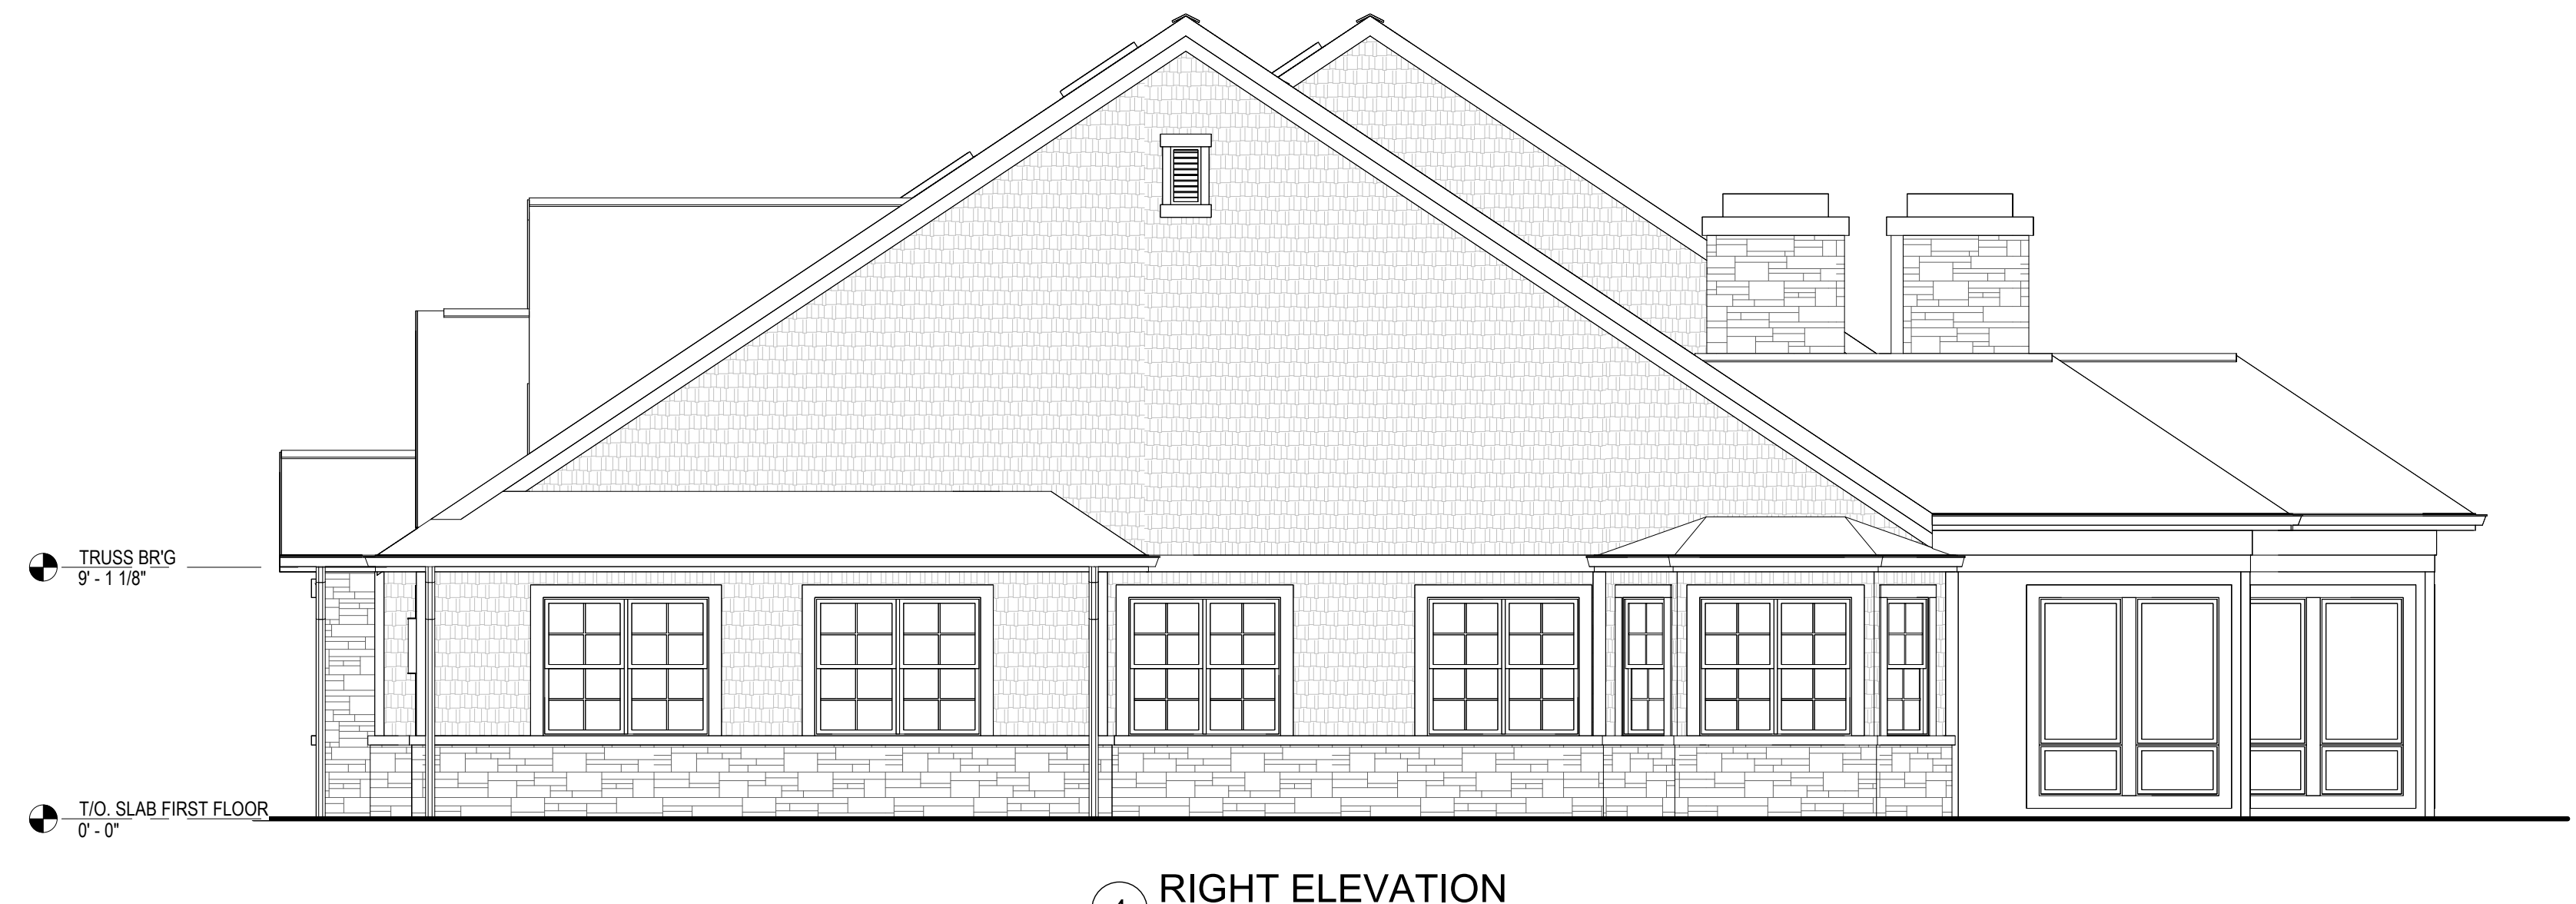 TRUSS BR'G
9' - 1 1/8"
T/O. SLAB FIRST FLOOR
0' - 0"
RIGHT ELEVATION